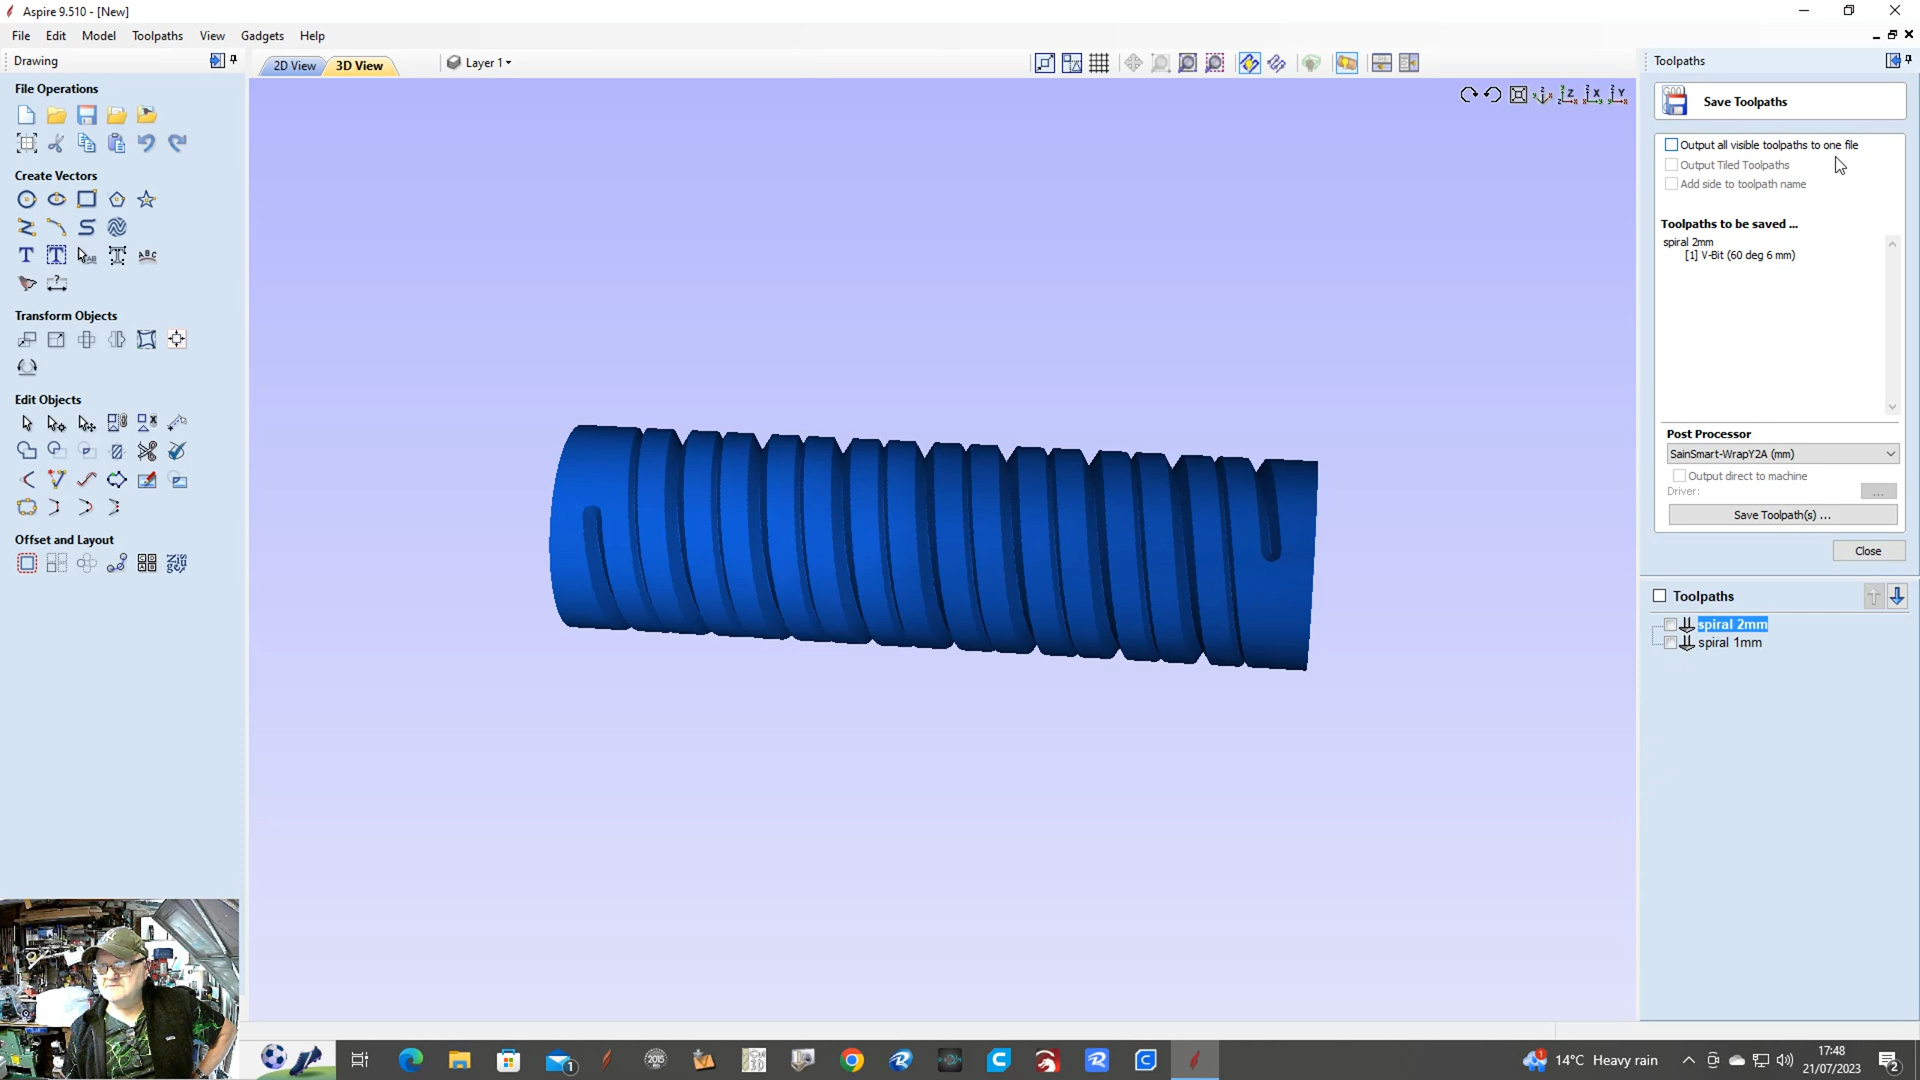 Aspire 9.510 - [New]
File Edit Model Toolpaths View Gadgets Help
Drawing
2D View 3D View Layer 1
Toolpaths
File Operations
Save Toolpaths
Output all visible toolpaths to one file
Output Tiled Toolpaths
Add side to toolpath name
Create Vectors
Toolpaths to be saved ...
spiral 2mm
[1] V-Bit (60 deg 6 mm)
Transform Objects
Edit Objects
Post Processor
SainSmart-WrapY2A (mm)
Output direct to machine
Driver:
...
Save Toolpath(s) ...
Offset and Layout
Close
Toolpaths
spiral 2mm
spiral 1mm
14°C Heavy rain
17:48
21/07/2023